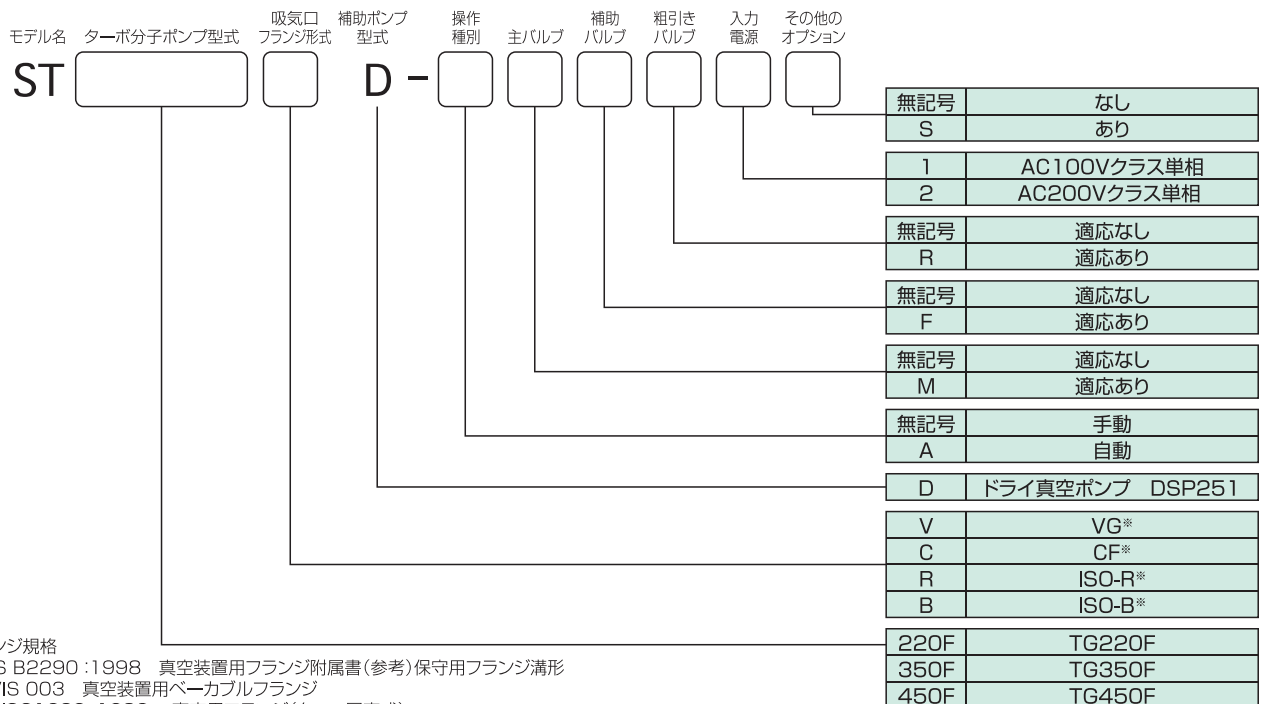 モデル名 ターボ分子ポンプ型式 吸気口フランジ形式 補助ポンプ型式 操作種別 主バルブ 補助バルブ 粗引きバルブ 入力電源 その他のオプション
ST D －
無記号 なし
S あり
1 AC100Vクラス単相
2 AC200Vクラス単相
無記号 適応なし
R 適応あり
無記号 適応なし
F 適応あり
無記号 適応なし
M 適応あり
無記号 手動
A 自動
D ドライ真空ポンプ DSP251
V VG※
C CF※
R ISO-R※
B ISO-B※
220F TG220F
350F TG350F
450F TG450F
ンジ規格
S B2290：1998 真空装置用フランジ附属書（参考）保守用フランジ溝形
IS 003 真空装置用ベーカブルフランジ